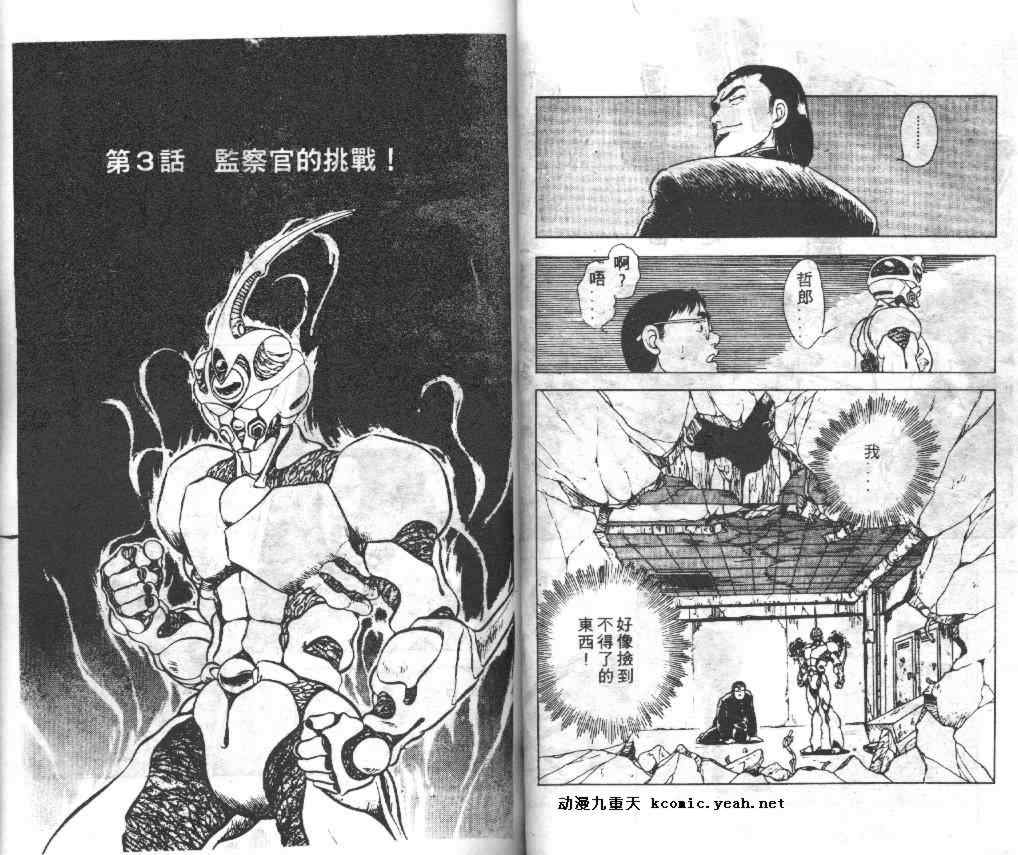 第3話　監察官的挑戰！
………
哲郎……
啊？
唔……
我……
好像撿到
不得了的
東西！
动漫九重天 kcomic.yeah.net